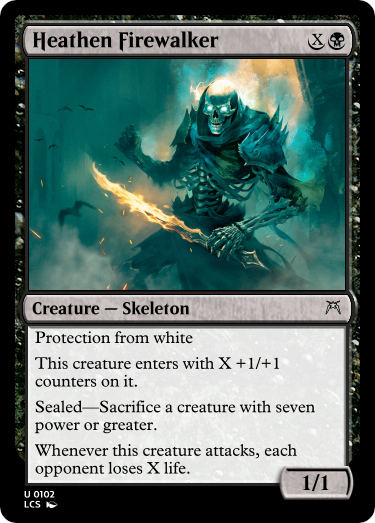 Heathen Firewalker X
Creature — Skeleton
Protection from white
This creature enters with X +1/+1
counters on it.
Sealed—Sacrifice a creature with seven
power or greater.
Whenever this creature attacks, each
opponent loses X life.
1/1
U 0102
LCS